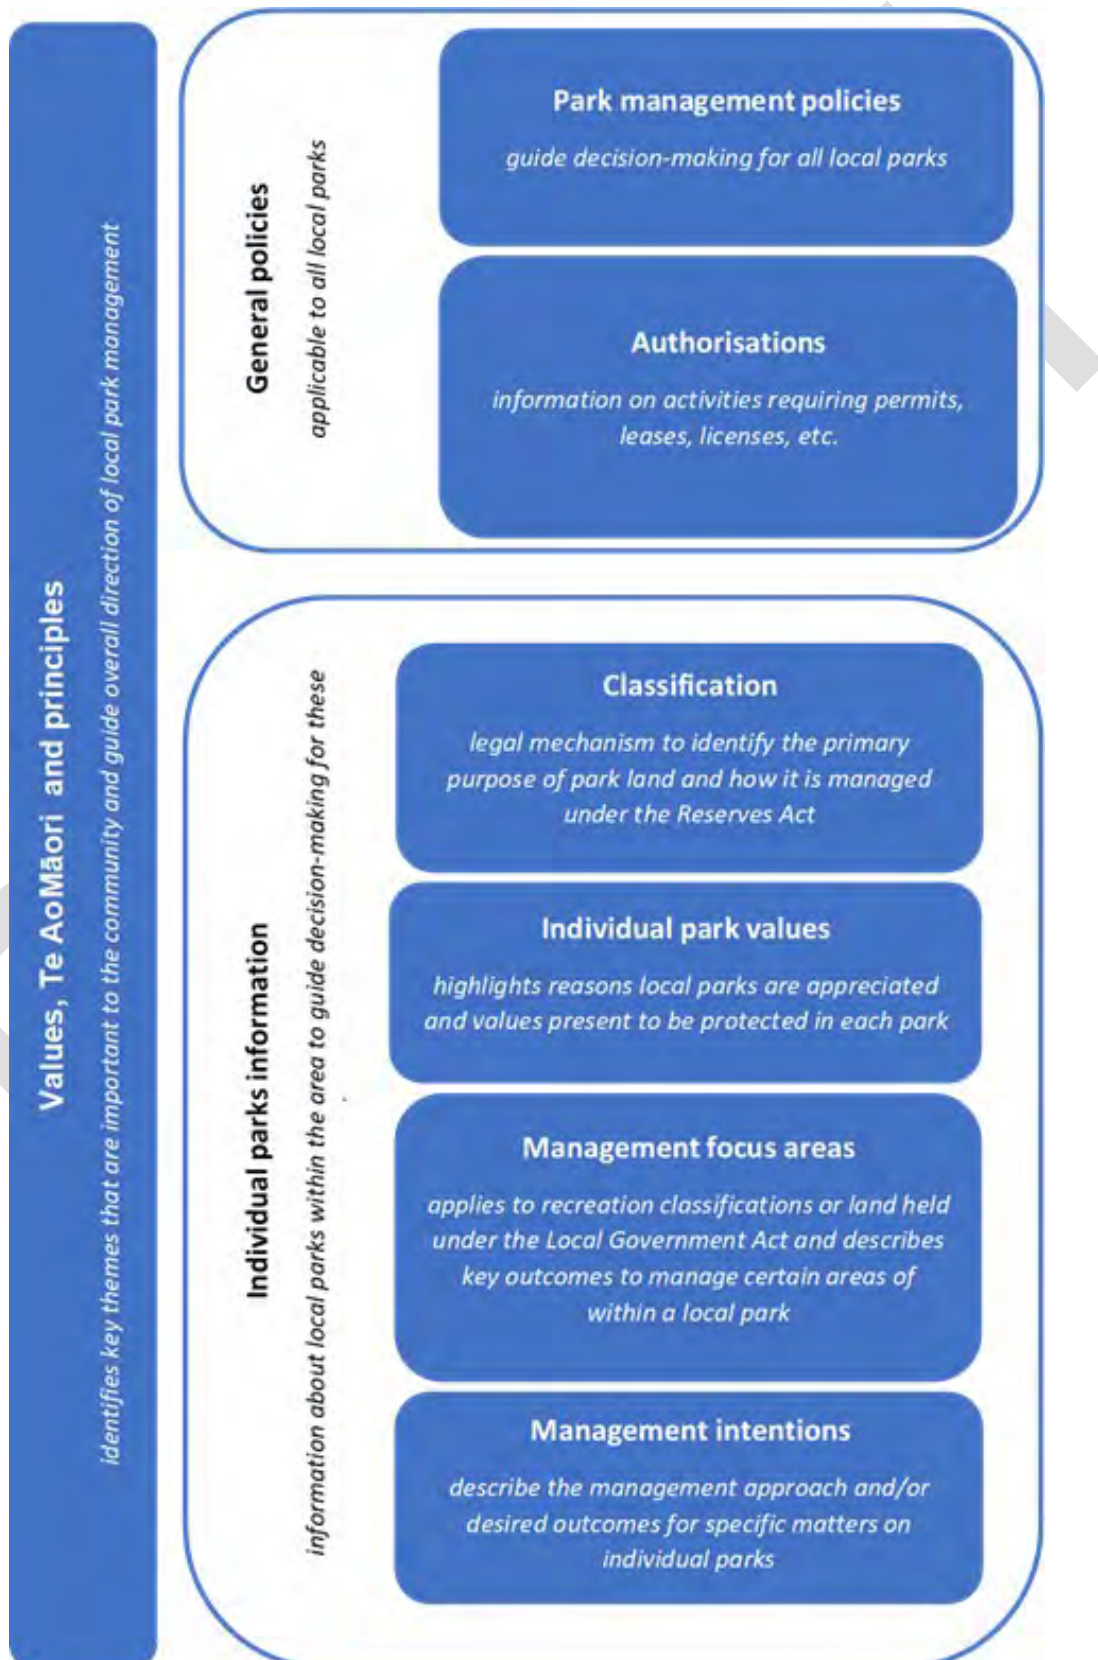 Values, Te AoMāori and principles
identifies key themes that are important to the community and guide overall direction of local park management
General policies
applicable to all local parks
Park management policies
guide decision-making for all local parks
Authorisations
information on activities requiring permits,
leases, licenses, etc.
Individual parks information
information about local parks within the area to guide decision-making for these
Classification
legal mechanism to identify the primary
purpose of park land and how it is managed
under the Reserves Act
Individual park values
highlights reasons local parks are appreciated
and values present to be protected in each park
Management focus areas
applies to recreation classifications or land held
under the Local Government Act and describes
key outcomes to manage certain areas of
within a local park
Management intentions
describe the management approach and/or
desired outcomes for specific matters on
individual parks